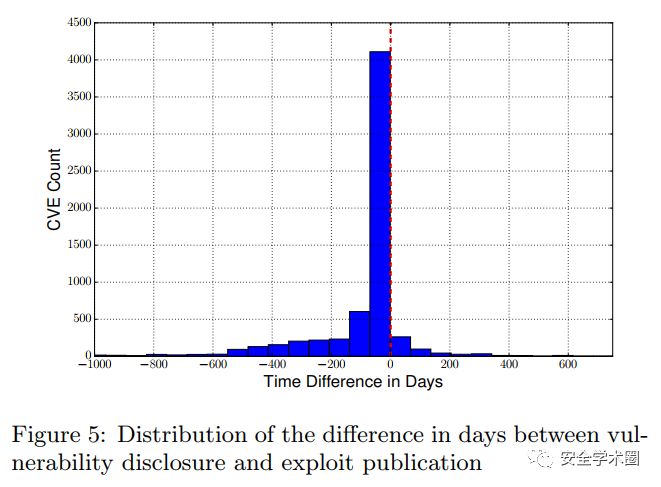 4500
4000
3500
3000
2500
2000
1500
1000
500
0
CVE Count
−1000 −800 −600 −400 −200 0 200 400 600
Time Difference in Days
Figure 5: Distribution of the difference in days between vul-
nerability disclosure and exploit publication
安全学术圈